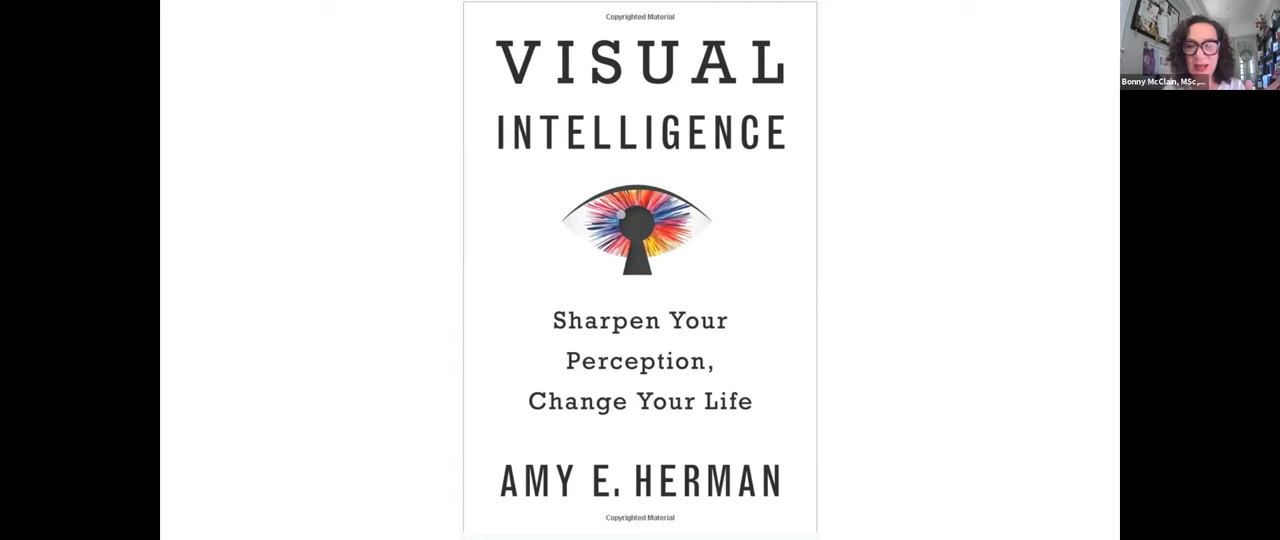 Copyrighted Material
VISUAL
INTELLIGENCE
Sharpen Your
Perception,
Change Your Life
AMY E. HERMAN
Copyrighted Material
Bonny McClain, MSc,...